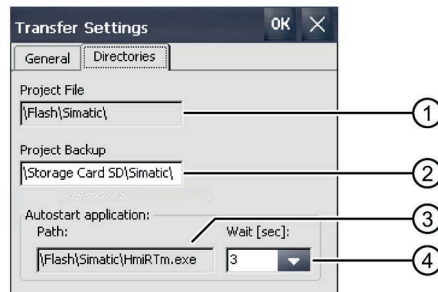 Transfer Settings OK
General Directories
Project File
\Flash\Simatic\
1
Project Backup
\Storage Card SD\Simatic\
2
Autostart application:
3
Path: Wait [sec]:
\Flash\Simatic\HmiRTm.exe 3
4